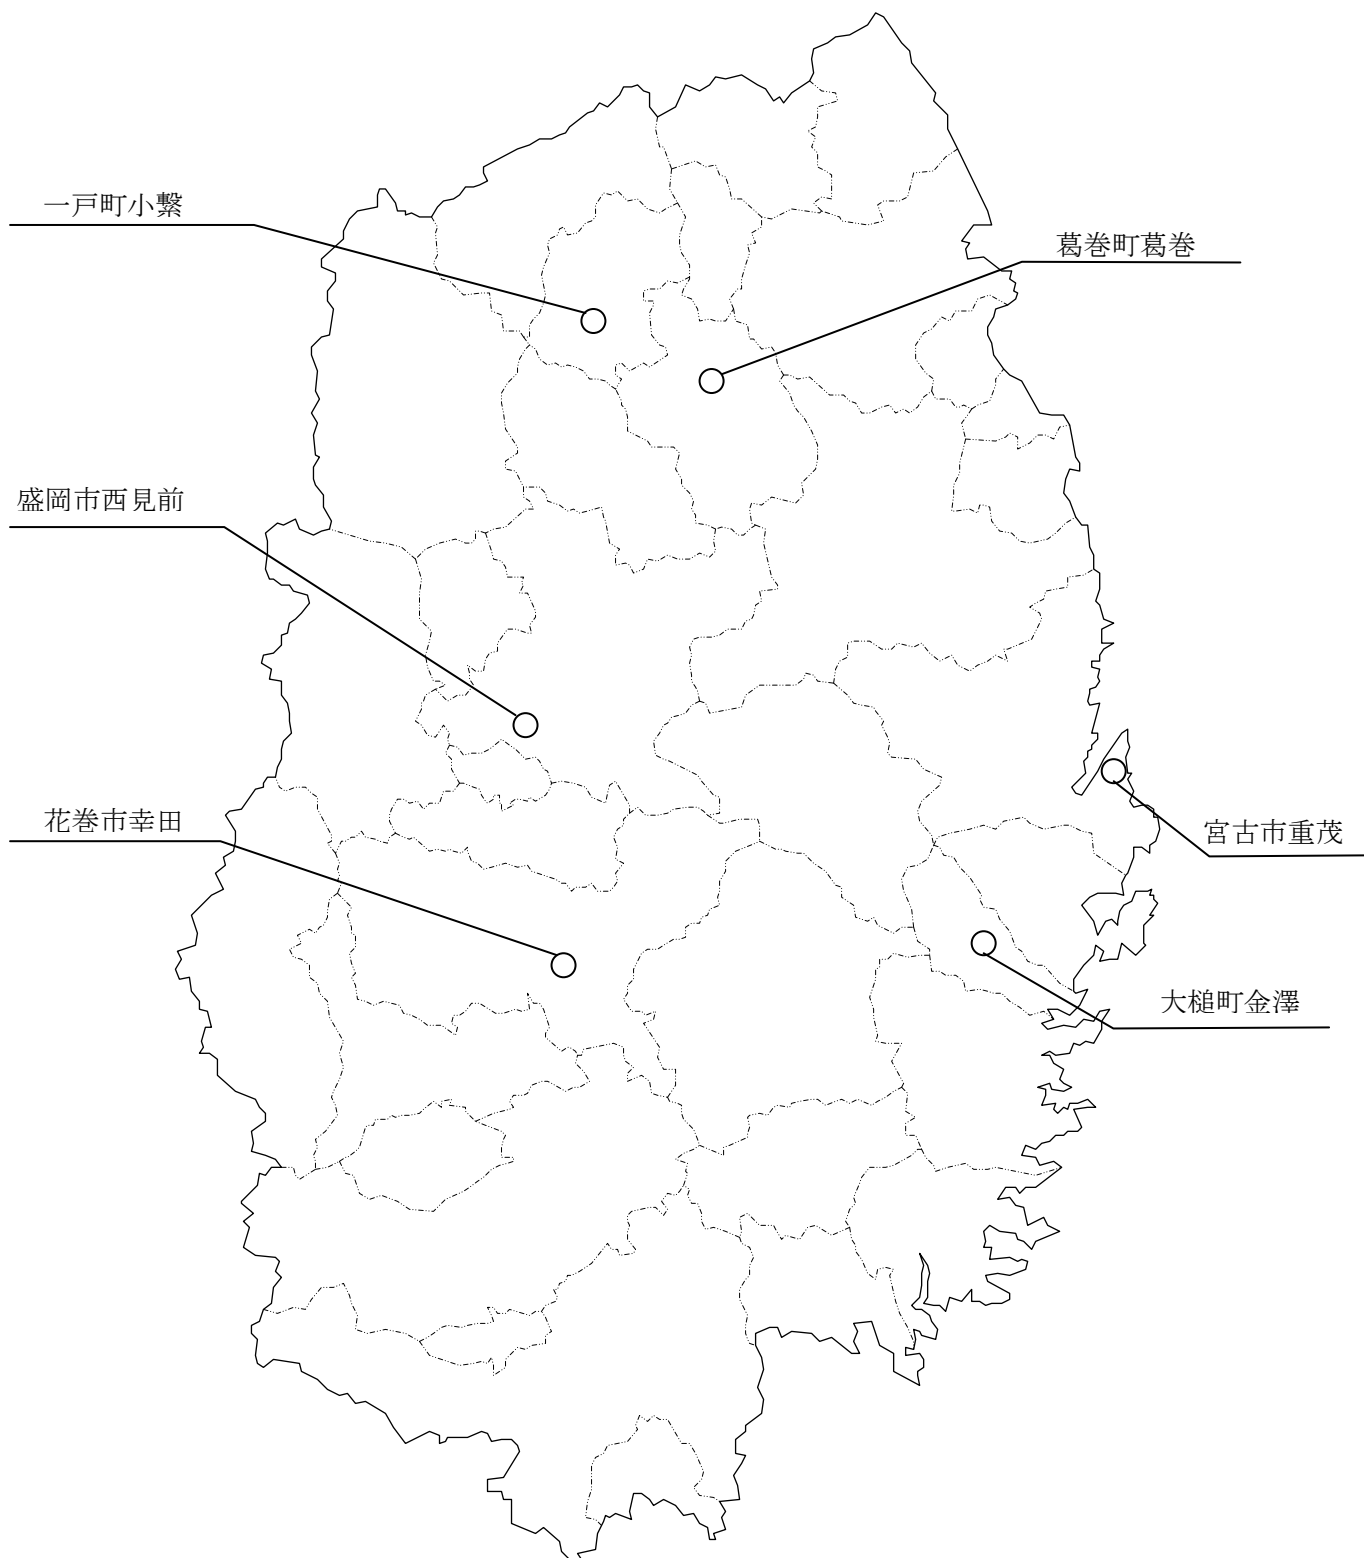 一戸町小繋
葛巻町葛巻
盛岡市西見前
花巻市幸田
宮古市重茂
大槌町金澤